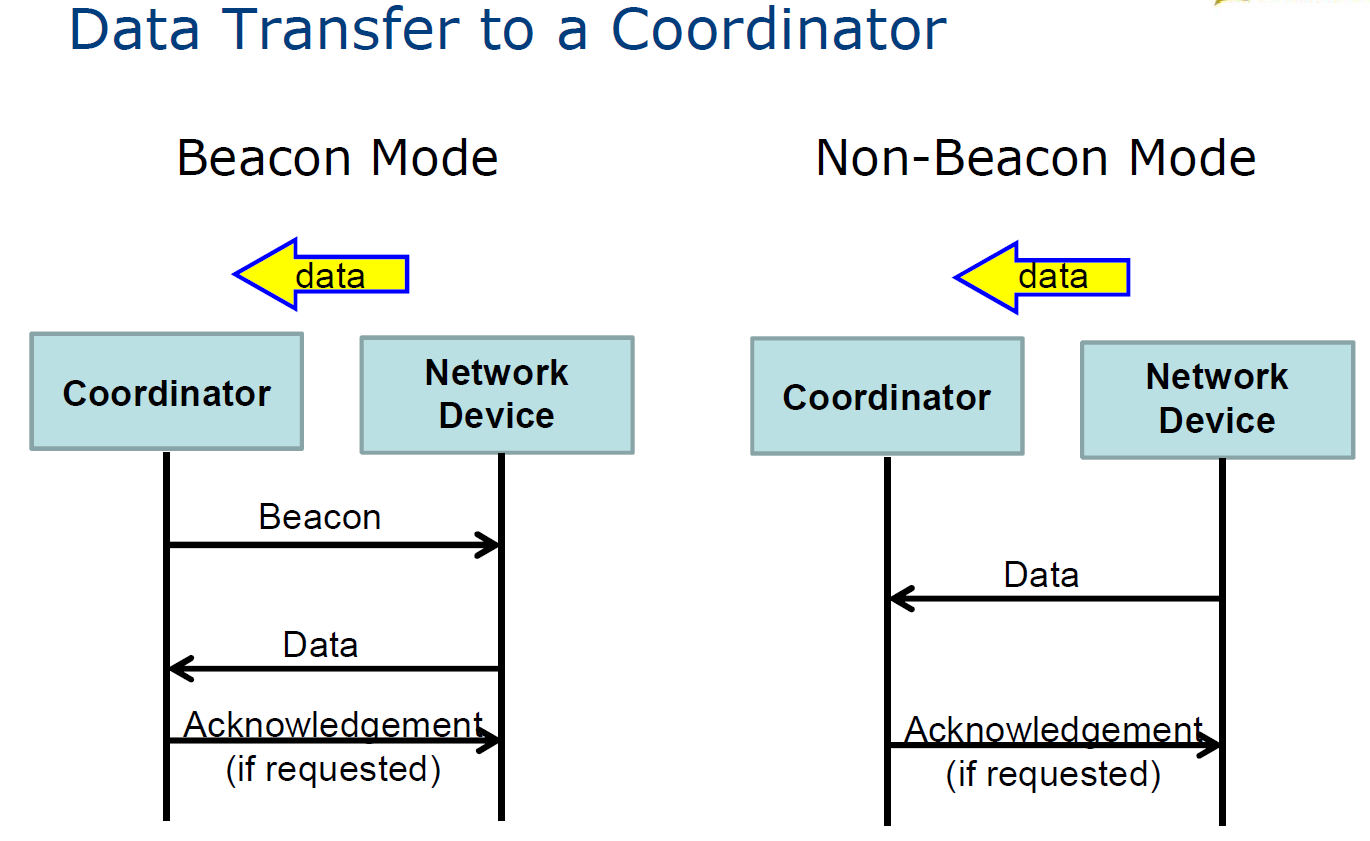 Data Transfer to a Coordinator
Beacon Mode
data
Coordinator
Network
Device
Beacon
Data
Acknowledgement
(if requested)
Non-Beacon Mode
data
Coordinator
Network
Device
Data
Acknowledgement
(if requested)